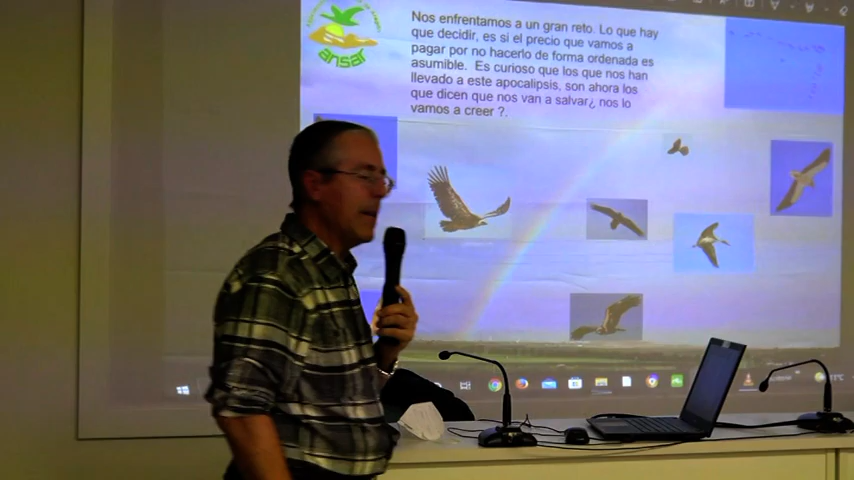 ansar
Nos enfrentamos a un gran reto. Lo que hay
que decidir, es si el precio que vamos a
pagar por no hacerlo de forma ordenada es
asumible. Es curioso que los que nos han
llevado a este apocalipsis, son ahora los
que dicen que nos van a salvar¿ nos lo
vamos a creer ?.